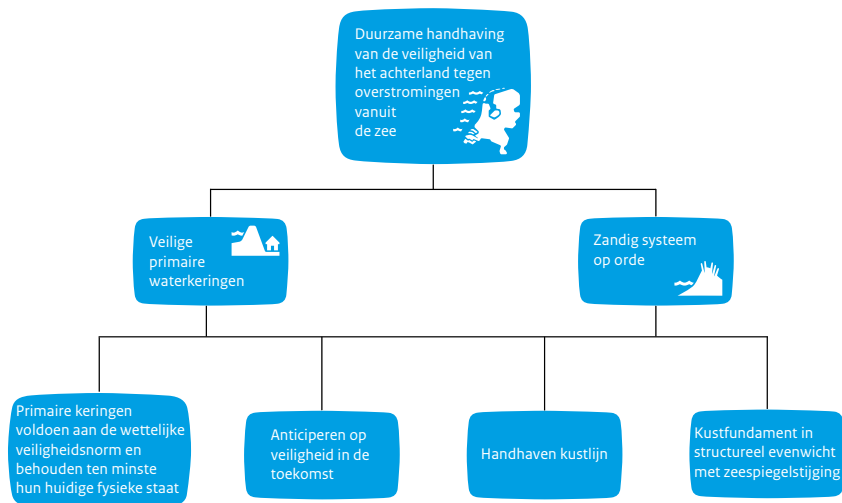 Duurzame handhaving
van de veiligheid van
het achterland tegen
overstromingen
vanuit
de zee
Veilige
primaire
waterkeringen
Zandig systeem
op orde
Primaire keringen
voldoen aan de wettelijke
veiligheidsnorm en
behouden ten minste
hun huidige fysieke staat
Anticiperen op
veiligheid in de
toekomst
Handhaven kustlijn
Kustfundament in
structureel evenwicht
met zeespiegelstijging